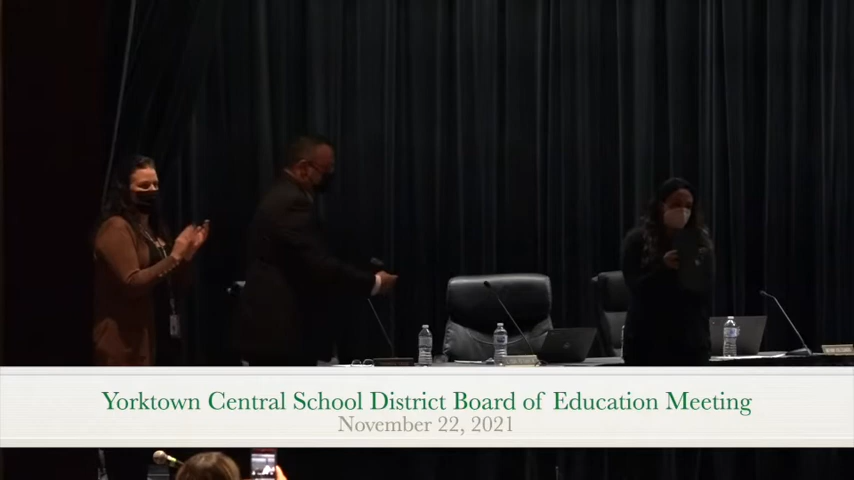 Yorktown Central School District Board of Education Meeting
November 22, 2021